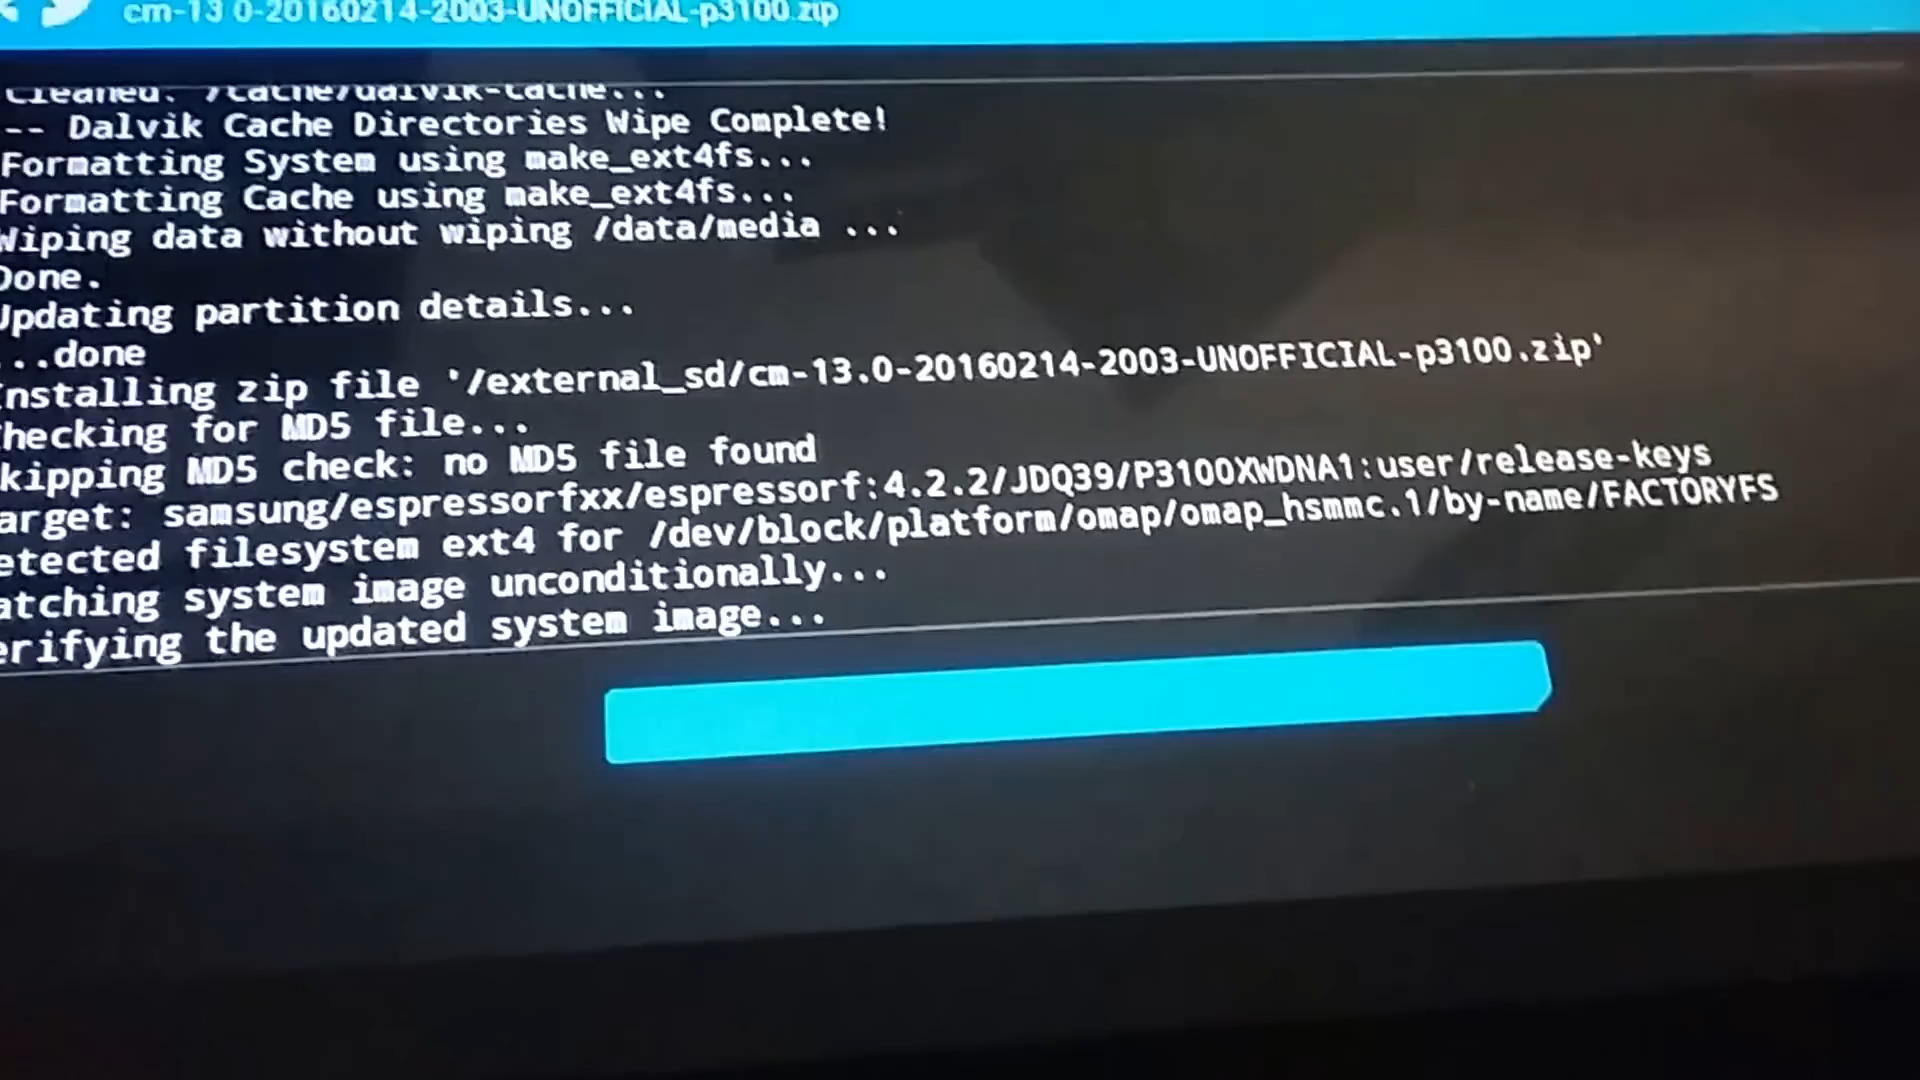 cm-13 0-20160214-2003-UNOFFICIAL-p3100.zip
Cleaned: /cache/dalvik-cache...
-- Dalvik Cache Directories Wipe Complete!
Formatting System using make_ext4fs...
Formatting Cache using make_ext4fs...
Wiping data without wiping /data/media ...
Done.
Updating partition details...
...done
Installing zip file '/external_sd/cm-13.0-20160214-2003-UNOFFICIAL-p3100.zip'
hecking for MD5 file...
kipping MD5 check: no MD5 file found
arget: samsung/espressorfxx/espressorf:4.2.2/JDQ39/P3100XWDNA1:user/release-keys
etected filesystem ext4 for /dev/block/platform/omap/omap_hsmmc.1/by-name/FACTORYFS
atching system image unconditionally...
erifying the updated system image...